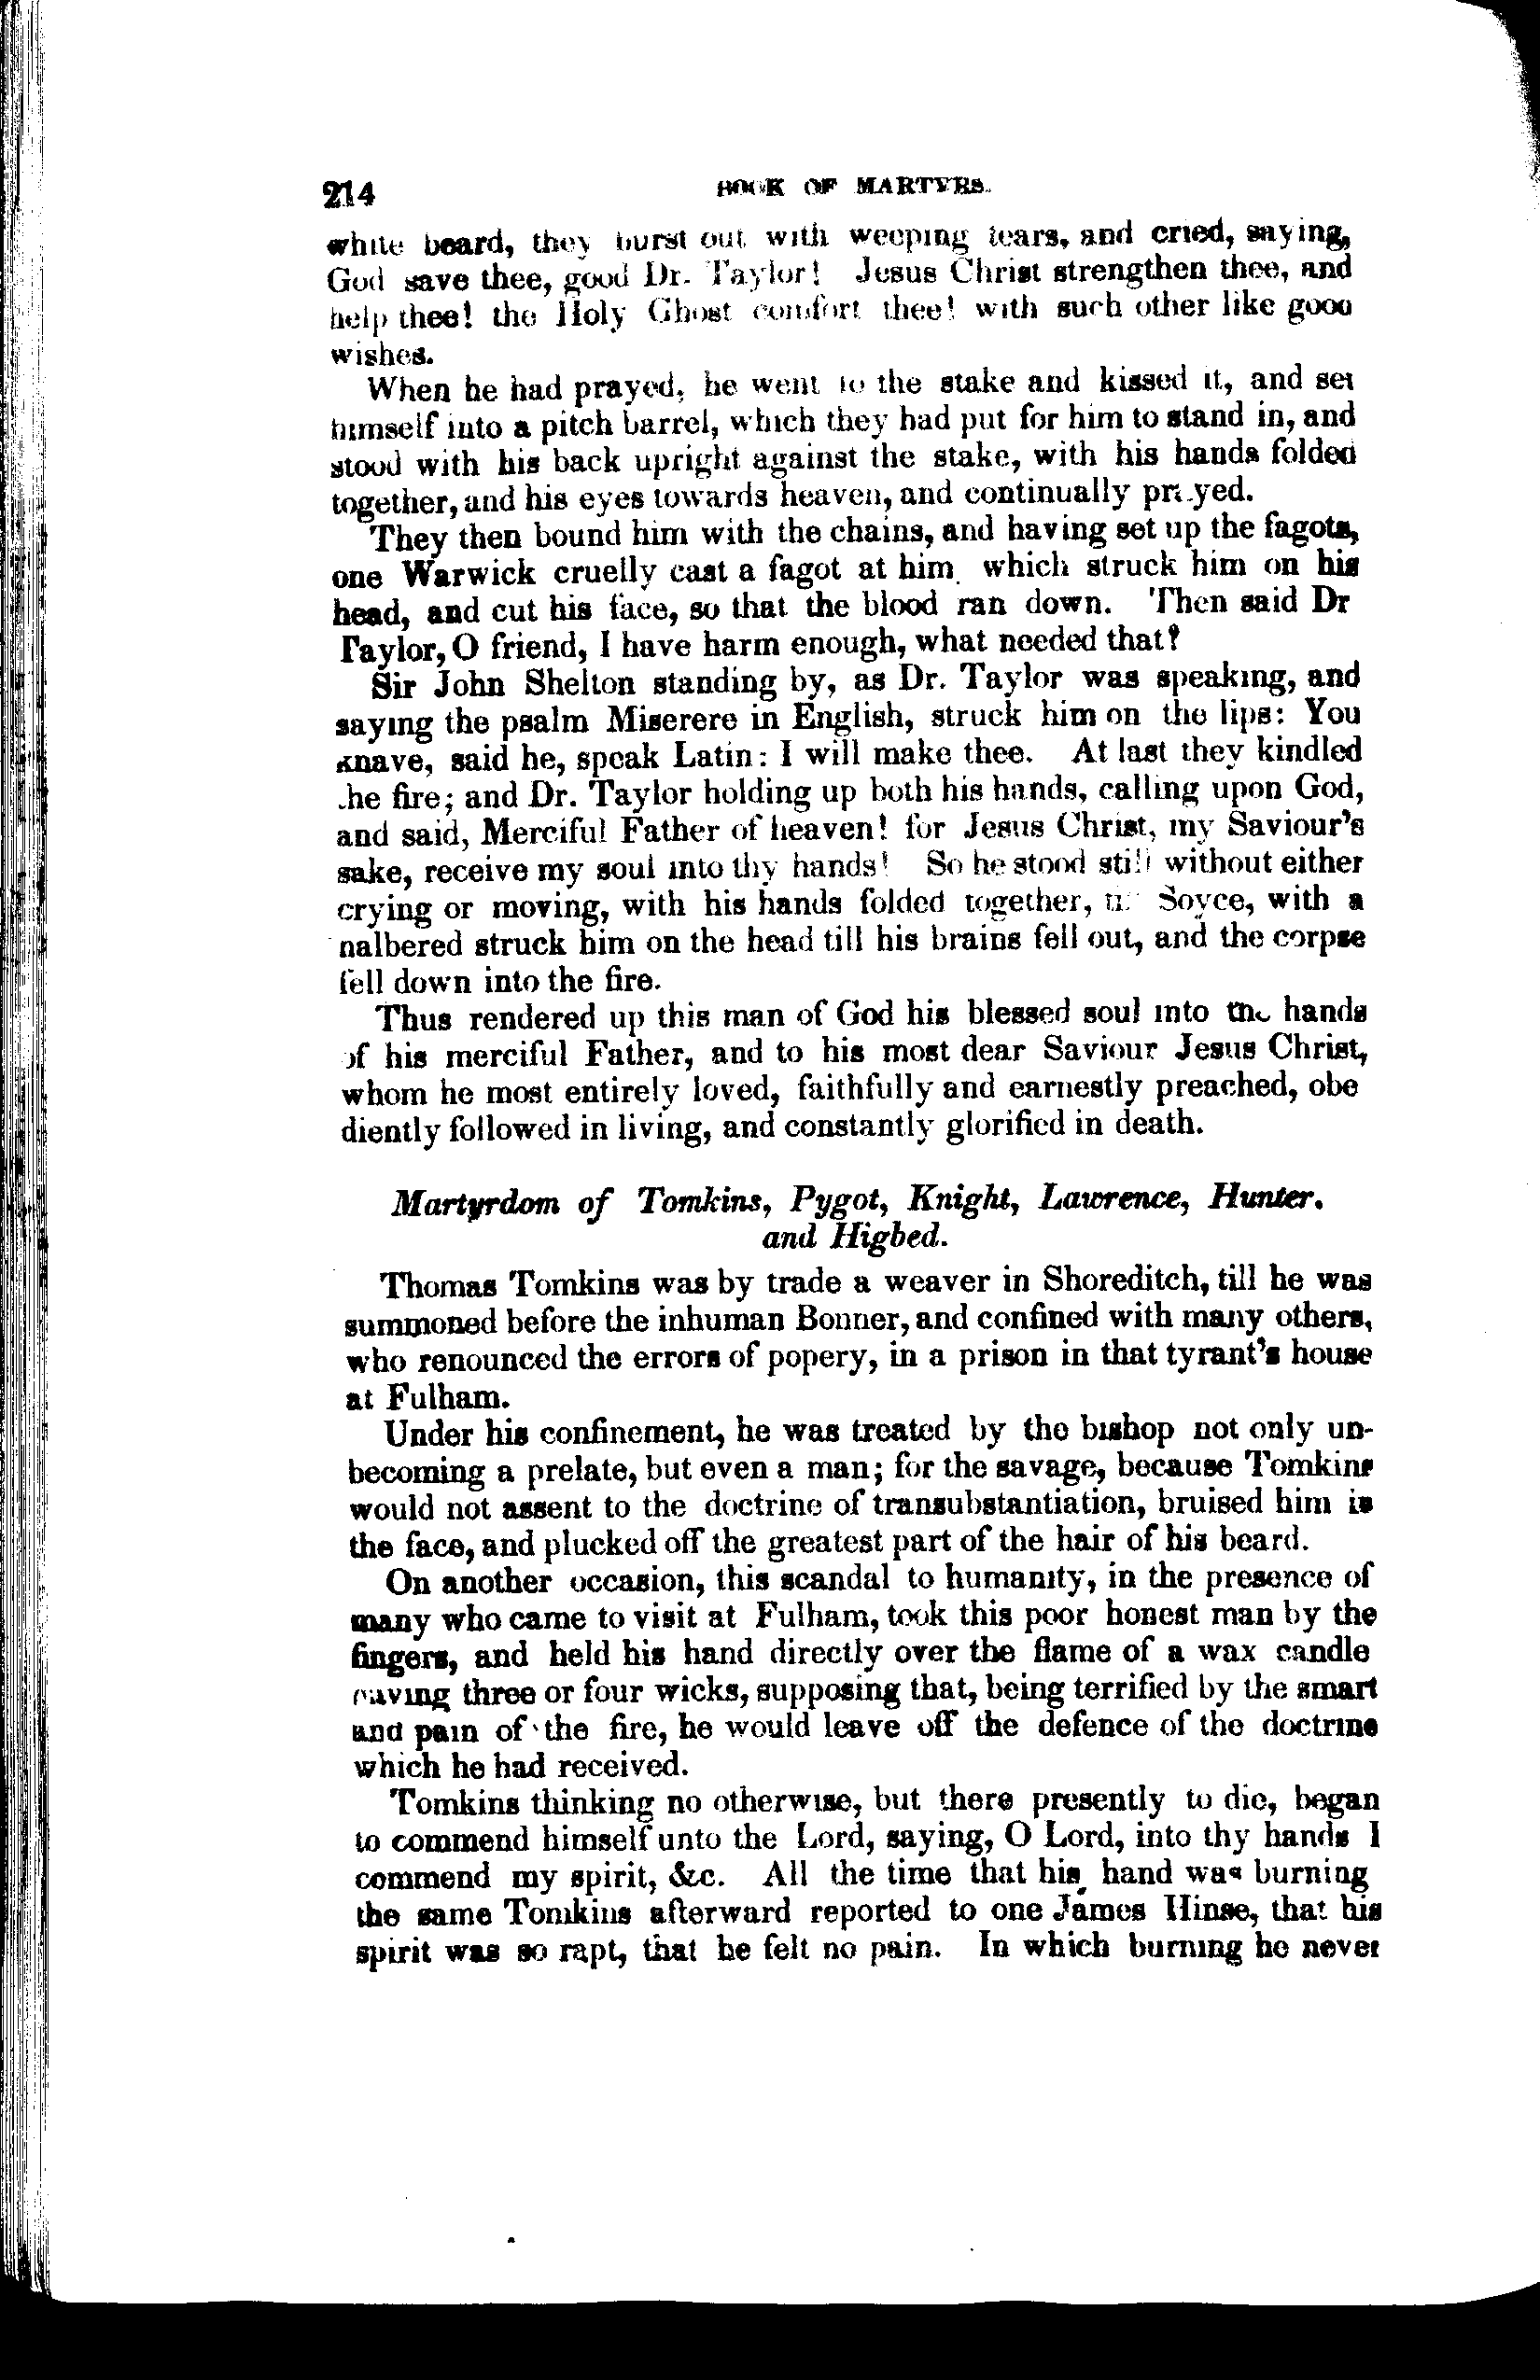 214 BOOK OF MARTYRS.
white beard, they burst out with weeping tears, and cried, saying,
God save thee, good Dr. Taylor! Jesus Christ strengthen thee, and
help thee! the Holy Ghost comfort thee! with such other like good
wishes.
When he had prayed, he went to the stake and kissed it, and set
himself into a pitch barrel, which they had put for him to stand in, and
stood with his back upright against the stake, with his hands folded
together, and his eyes towards heaven, and continually prayed.
They then bound him with the chains, and having set up the fagots,
one Warwick cruelly cast a fagot at him which struck him on his
head, and cut his face, so that the blood ran down. Then said Dr
Taylor, O friend, I have harm enough, what needed that?
Sir John Shelton standing by, as Dr. Taylor was speaking, and
saying the psalm Miserere in English, struck him on the lips: You
knave, said he, speak Latin: I will make thee. At last they kindled
the fire; and Dr. Taylor holding up both his hands, calling upon God,
and said, Merciful Father of heaven! for Jesus Christ, my Saviour's
sake, receive my soul into thy hands! So he stood still without either
crying or moving, with his hands folded together, Soyce, with a
halbered struck him on the head till his brains fell out, and the corpse
fell down into the fire.
Thus rendered up this man of God his blessed soul into the hands
of his merciful Father, and to his most dear Saviour Jesus Christ,
whom he most entirely loved, faithfully and earnestly preached, obe
diently followed in living, and constantly glorified in death.
Martyrdom of Tomkins, Pygot, Knight, Lawrence, Hunter.
and Higbed.
Thomas Tomkins was by trade a weaver in Shoreditch, till he was
summoned before the inhuman Bonner, and confined with many others,
who renounced the errors of popery, in a prison in that tyrant's house
at Fulham.
Under his confinement, he was treated by the bishop not only un-
becoming a prelate, but even a man; for the savage, because Tomkins
would not assent to the doctrine of transubstantiation, bruised him in
the face, and plucked off the greatest part of the hair of his beard.
On another occasion, this scandal to humanity, in the presence of
many who came to visit at Fulham, took this poor honest man by the
fingers, and held his hand directly over the flame of a wax candle
having three or four wicks, supposing that, being terrified by the smart
and pain of the fire, he would leave off the defence of the doctrine
which he had received.
Tomkins thinking no otherwise, but there presently to die, began
to commend himself unto the Lord, saying, O Lord, into thy hands I
commend my spirit, &c. All the time that his hand was burning
the same Tomkins afterward reported to one James Hinse, that his
spirit was so rapt, that he felt no pain. In which burning he never